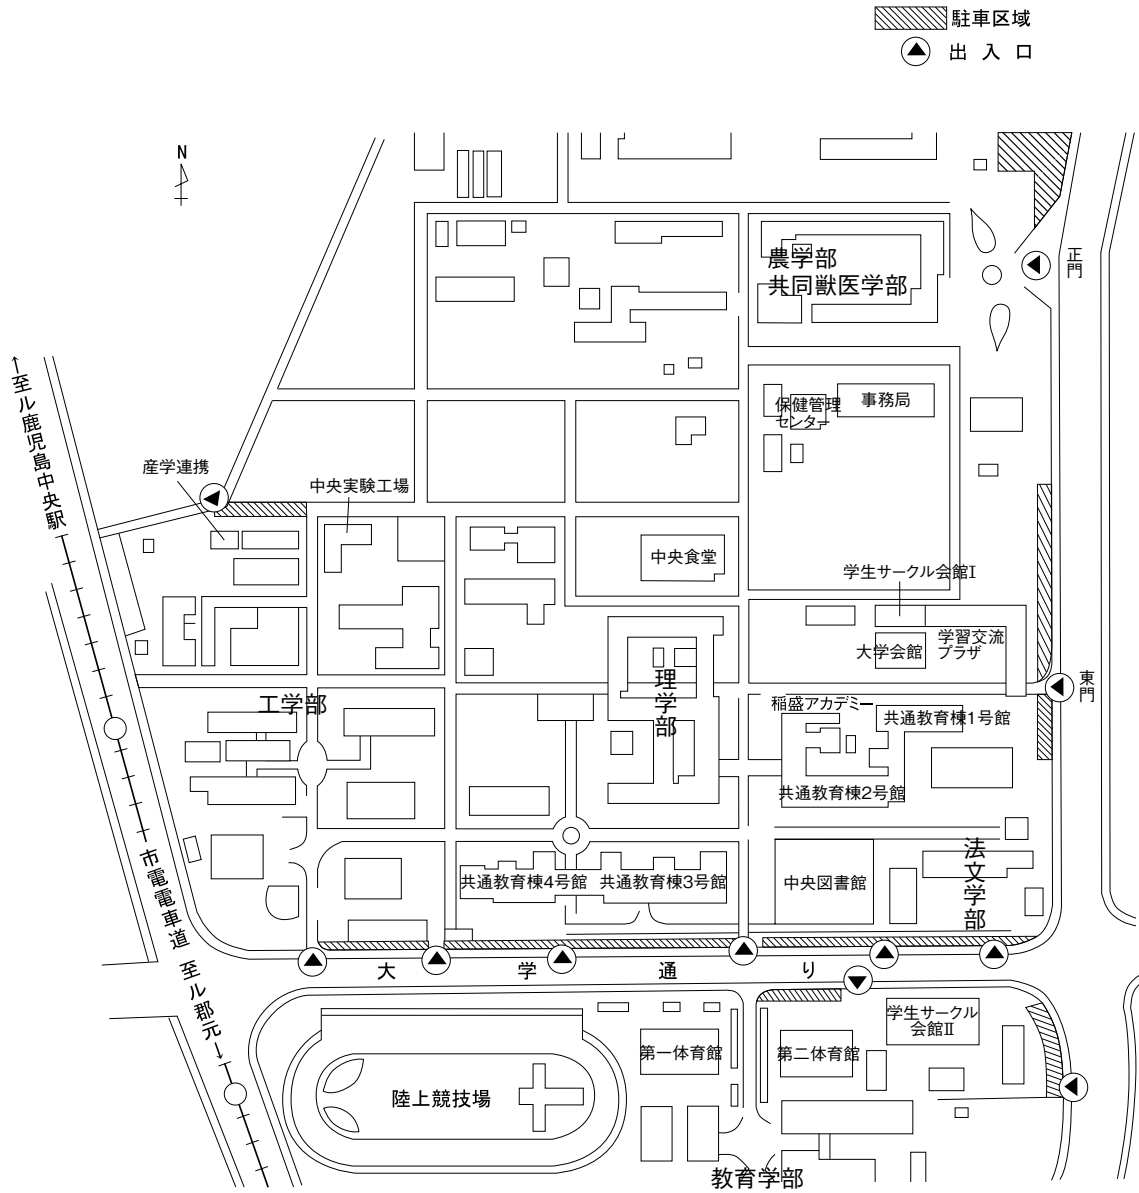 駐車区域
出入口
N
正門
農学部
共同獣医学部
←至ル鹿児島中央駅
保健管理
センター
事務局
産学連携
中央実験工場
中央食堂
学生サークル会館I
大学会館
学習交流
プラザ
東門
工学部
理学部
稲盛アカデミー
共通教育棟1号館
共通教育棟2号館
市電電車道
法文学部
共通教育棟4号館
共通教育棟3号館
中央図書館
大学通り
至ル郡元→
学生サークル
会館II
第一体育館
第二体育館
陸上競技場
教育学部